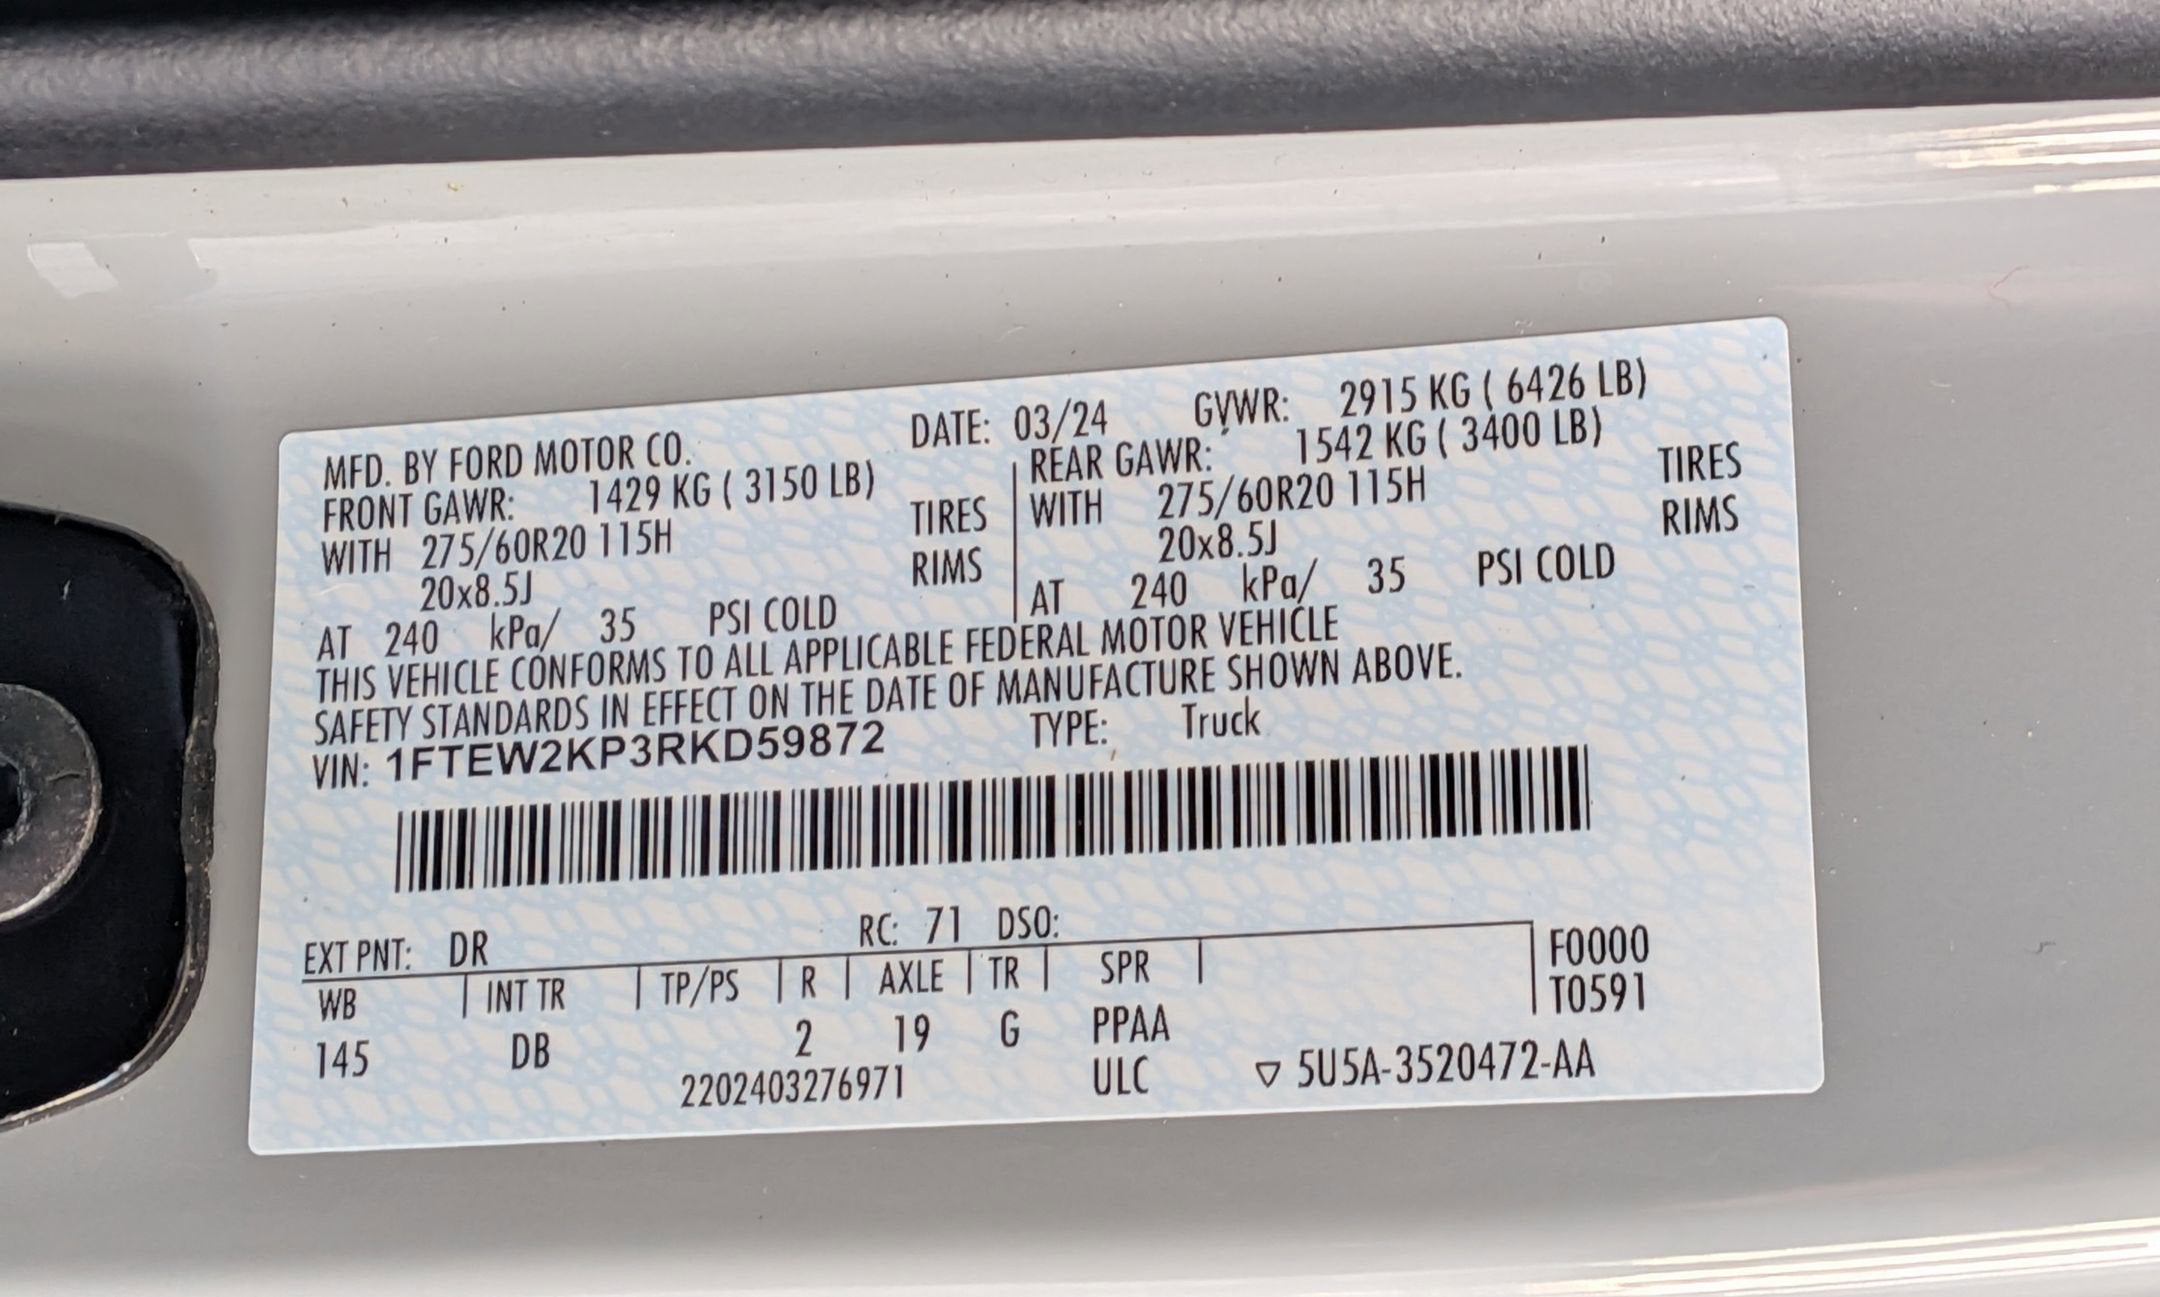 MFD. BY FORD MOTOR CO. DATE: 03/24 GVWR: 2915 KG ( 6426 LB)
FRONT GAWR: 1429 KG ( 3150 LB) REAR GAWR: 1542 KG ( 3400 LB)
WITH 275/60R20 115H TIRES WITH 275/60R20 115H TIRES
20x8.5J RIMS 20x8.5J RIMS
AT 240 kPa/ 35 PSI COLD AT 240 kPa/ 35 PSI COLD
THIS VEHICLE CONFORMS TO ALL APPLICABLE FEDERAL MOTOR VEHICLE
SAFETY STANDARDS IN EFFECT ON THE DATE OF MANUFACTURE SHOWN ABOVE.
VIN: 1FTEW2KP3RKD59872 TYPE: Truck
EXT PNT: DR RC: 71 DSO:
WB INT TR TP/PS R AXLE TR SPR F0000
T0591
145 DB 2 19 G PPAA
2202403276971 ULC ▽ 5U5A-3520472-AA